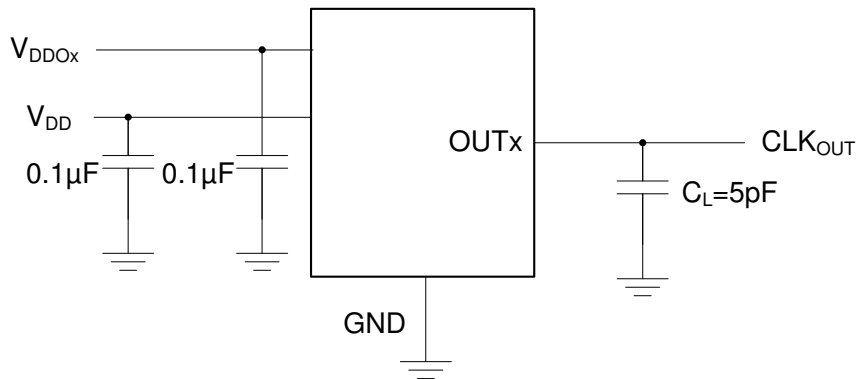 V_DDOx
V_DD
OUTx
CLK_OUT
0.1µF
0.1µF
C_L=5pF
GND